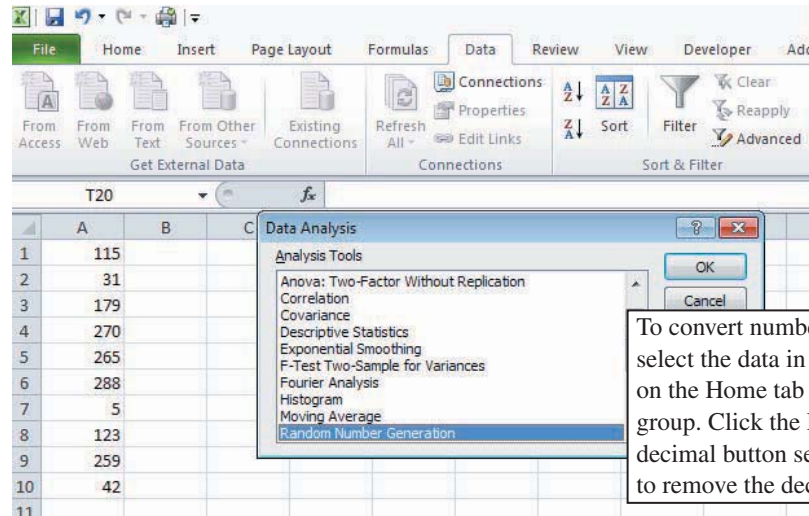 File Home Insert Page Layout Formulas Data Review View Developer
Connections Clear
Properties Reapply
Edit Links Advanced
From Access From Web From Text From Other Sources Existing Connections Refresh All Sort Filter
Get External Data Connections Sort & Filter
T20 fx
A B C
1 115
2 31
3 179
4 270
5 265
6 288
7 5
8 123
9 259
10 42
11
Data Analysis
Analysis Tools
Anova: Two-Factor Without Replication
Correlation
Covariance
Descriptive Statistics
Exponential Smoothing
F-Test Two-Sample for Variances
Fourier Analysis
Histogram
Moving Average
Random Number Generation
OK
Cancel
To convert
select the data in
on the Home tab
group. Click the
decimal button
to remove the